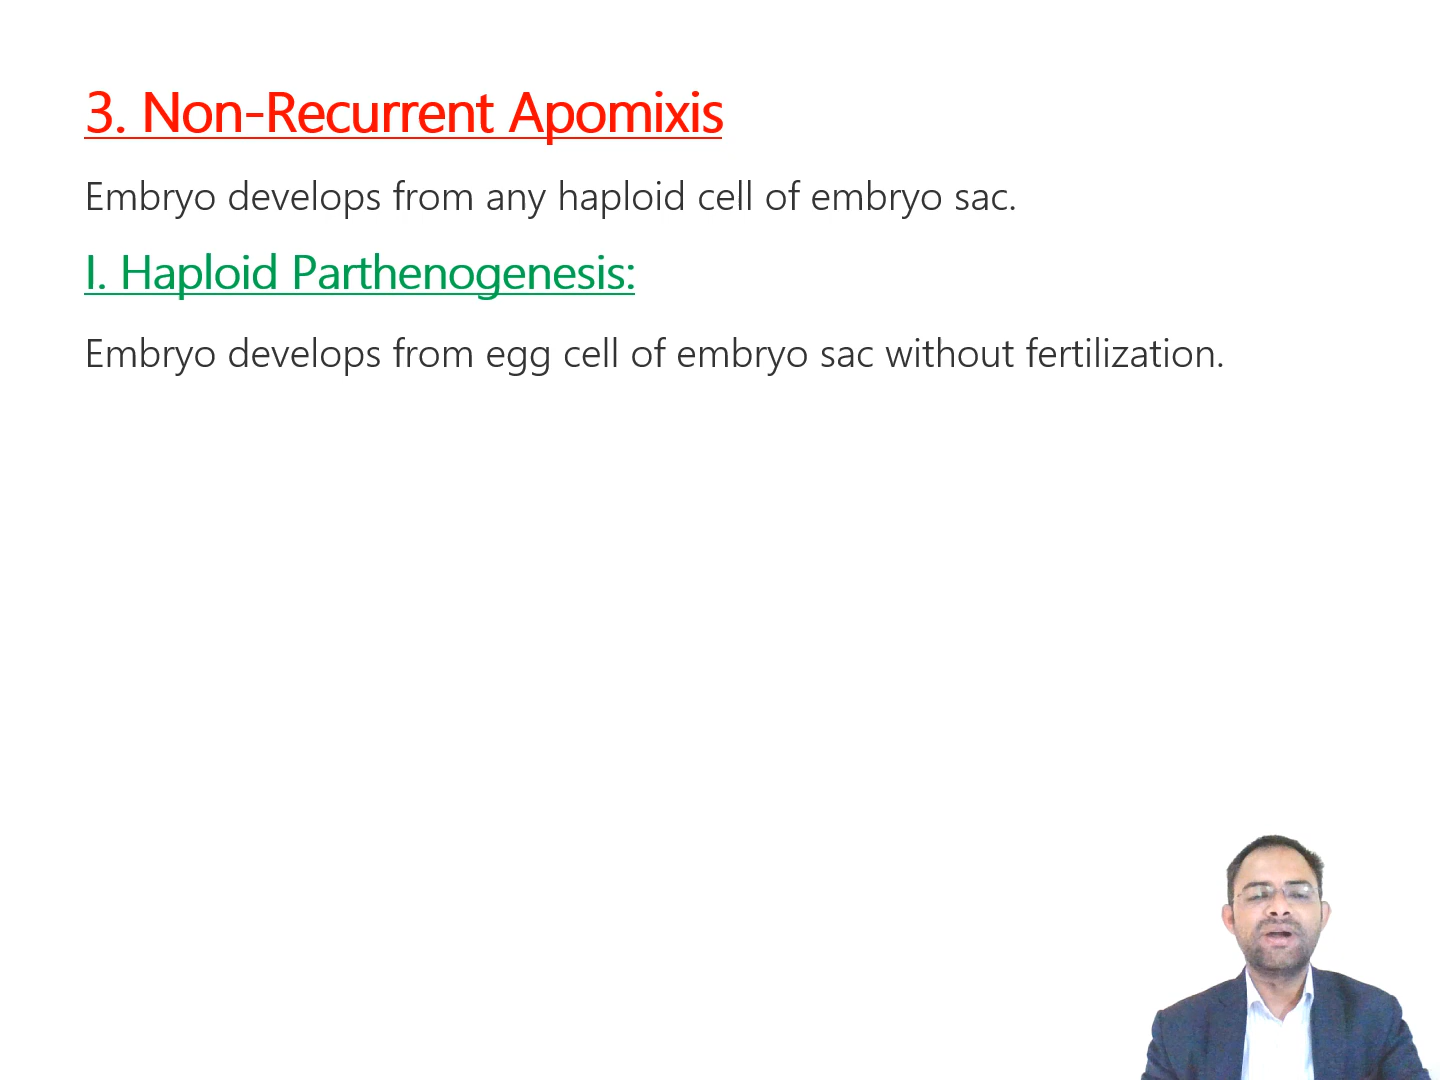 3. Non-Recurrent Apomixis
Embryo develops from any haploid cell of embryo sac.
I. Haploid Parthenogenesis:
Embryo develops from egg cell of embryo sac without fertilization.